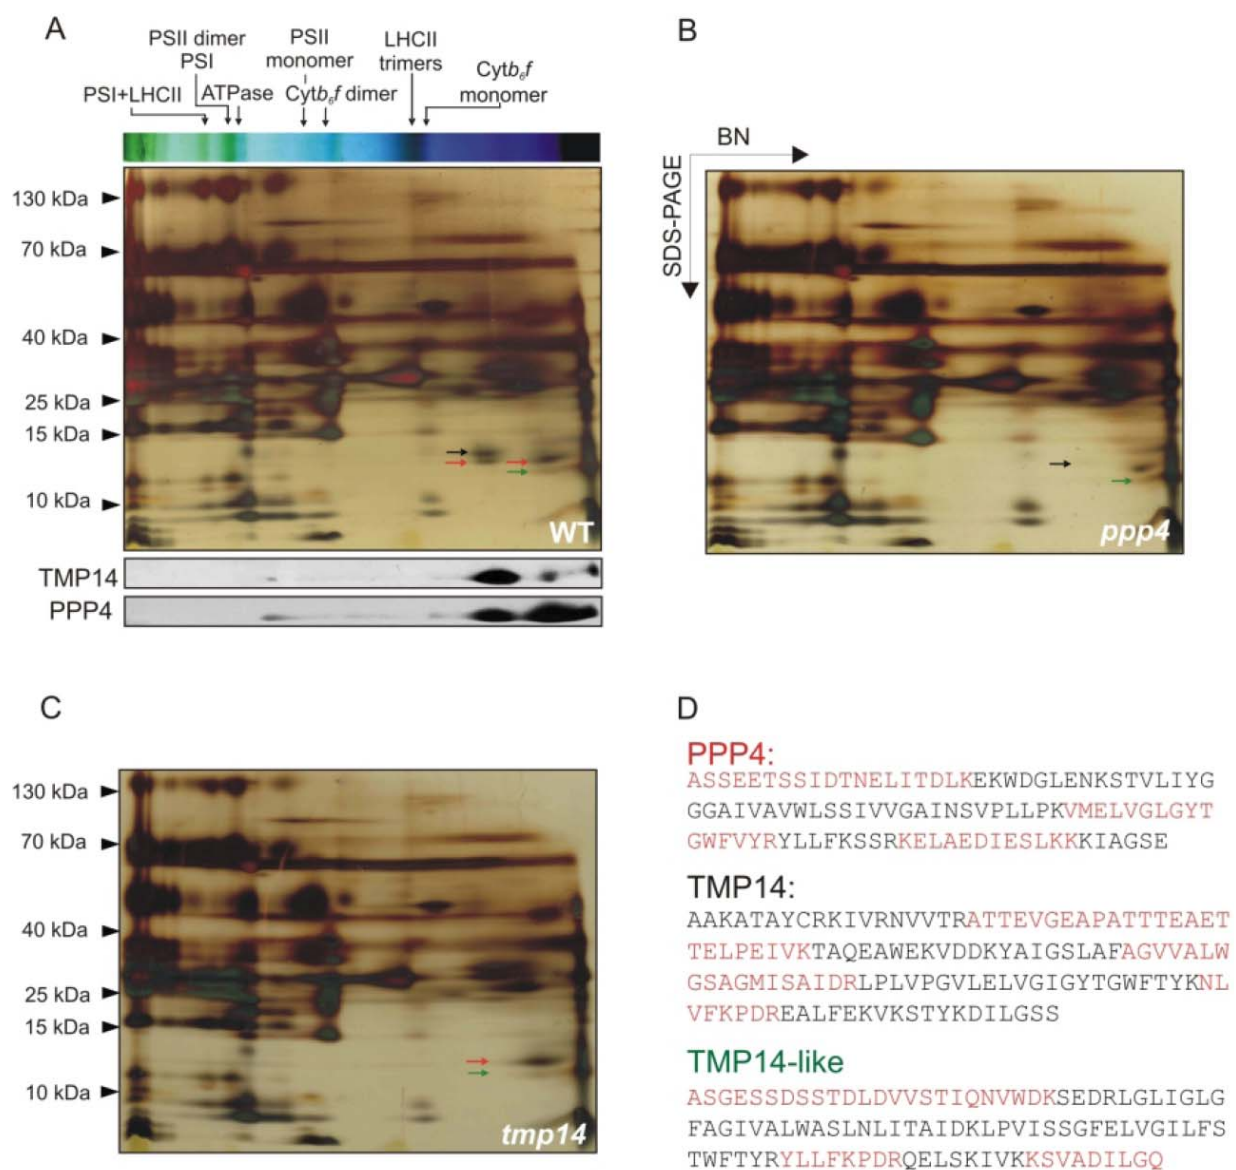 A
PSII dimer
PSI
PSII
monomer
LHCII
trimers
Cytb₆f
monomer
PSI+LHCII
ATPase
Cytb₆f dimer
130 kDa
70 kDa
40 kDa
25 kDa
15 kDa
10 kDa
WT
TMP14
PPP4
B
BN
SDS-PAGE
ppp4
C
130 kDa
70 kDa
40 kDa
25 kDa
15 kDa
10 kDa
tmp14
D
PPP4:
ASSEETSSIDTNELITDLKEKWDGLENKSTVLIYG
GGAIVAVWLSSIVVGAINSVPLLPKVMELVGLGYT
GWFVYRYLLFKSSRKELAEDIESLKKKIAGSE
TMP14:
AAKATAYCRKIVRNVVTRATTEVGEAPATTTEAET
TELPEIVKTAQEAWEKVDDKYAIGSLAFAGVVALW
GSAGMISAIDRLPLVPGVLELVGIGYTGWFTYKNL
VFKPDREALFEKVKSTYKDILGSS
TMP14-like
ASGESSDSSTDLDVVSTIQNVWDKSEDRLGLIGLG
FAGIVALWASLNLITAIDKLPVISSGFELVGILFS
TWFTYRYLLFKPDRQELSKIVKKSVADILGQ